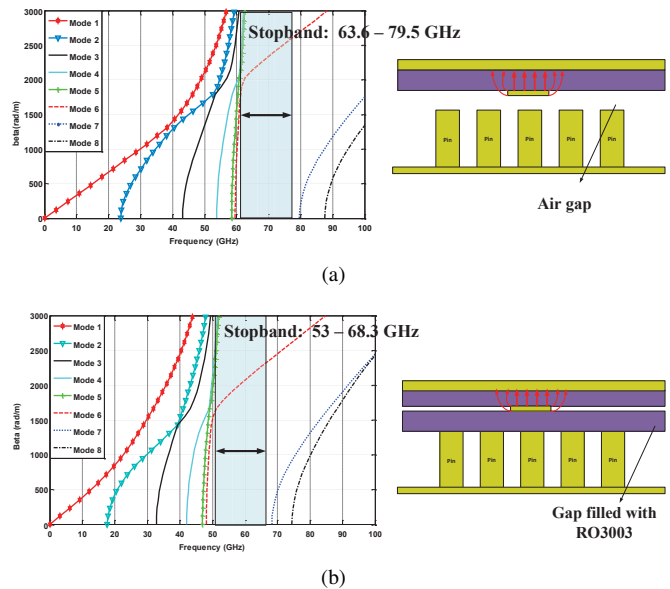 Stopband: 63.6 – 79.5 GHz
3000
2500
2000
1500
1000
500
0
beta(rad/m)
Mode 1
Mode 2
Mode 3
Mode 4
Mode 5
Mode 6
Mode 7
Mode 8
0 10 20 30 40 50 60 70 80 90 100
Frequency (GHz)
Pin Pin Pin Pin Pin
Air gap
(a)
Stopband: 53 – 68.3 GHz
3000
2500
2000
1500
1000
500
0
Beta (rad/m)
Mode 1
Mode 2
Mode 3
Mode 4
Mode 5
Mode 6
Mode 7
Mode 8
0 10 20 30 40 50 60 70 80 90 100
Frequency (GHz)
Pin Pin Pin Pin Pin
Gap filled with
RO3003
(b)